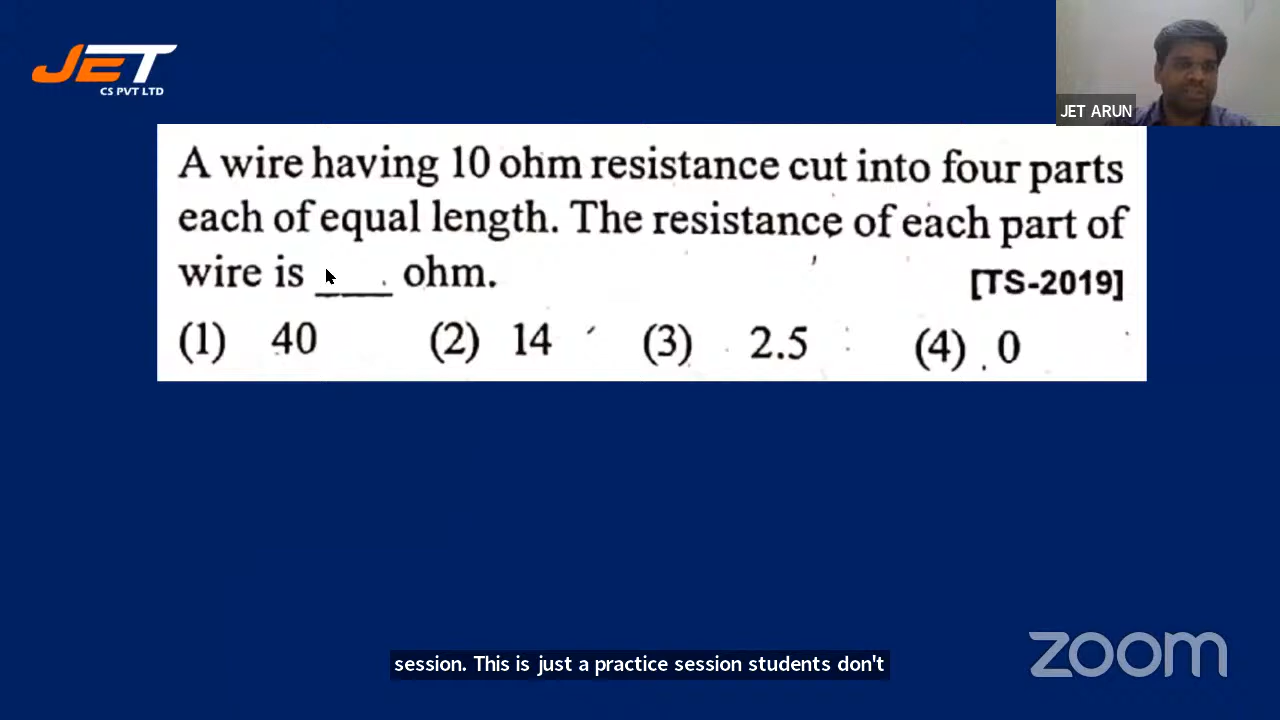 JET
CS PVT LTD
JET ARUN
A wire having 10 ohm resistance cut into four parts
each of equal length. The resistance of each part of
wire is ____ ohm. [TS-2019]
(1) 40 (2) 14 (3) 2.5 (4) 0
session. This is just a practice session students don't
zoom